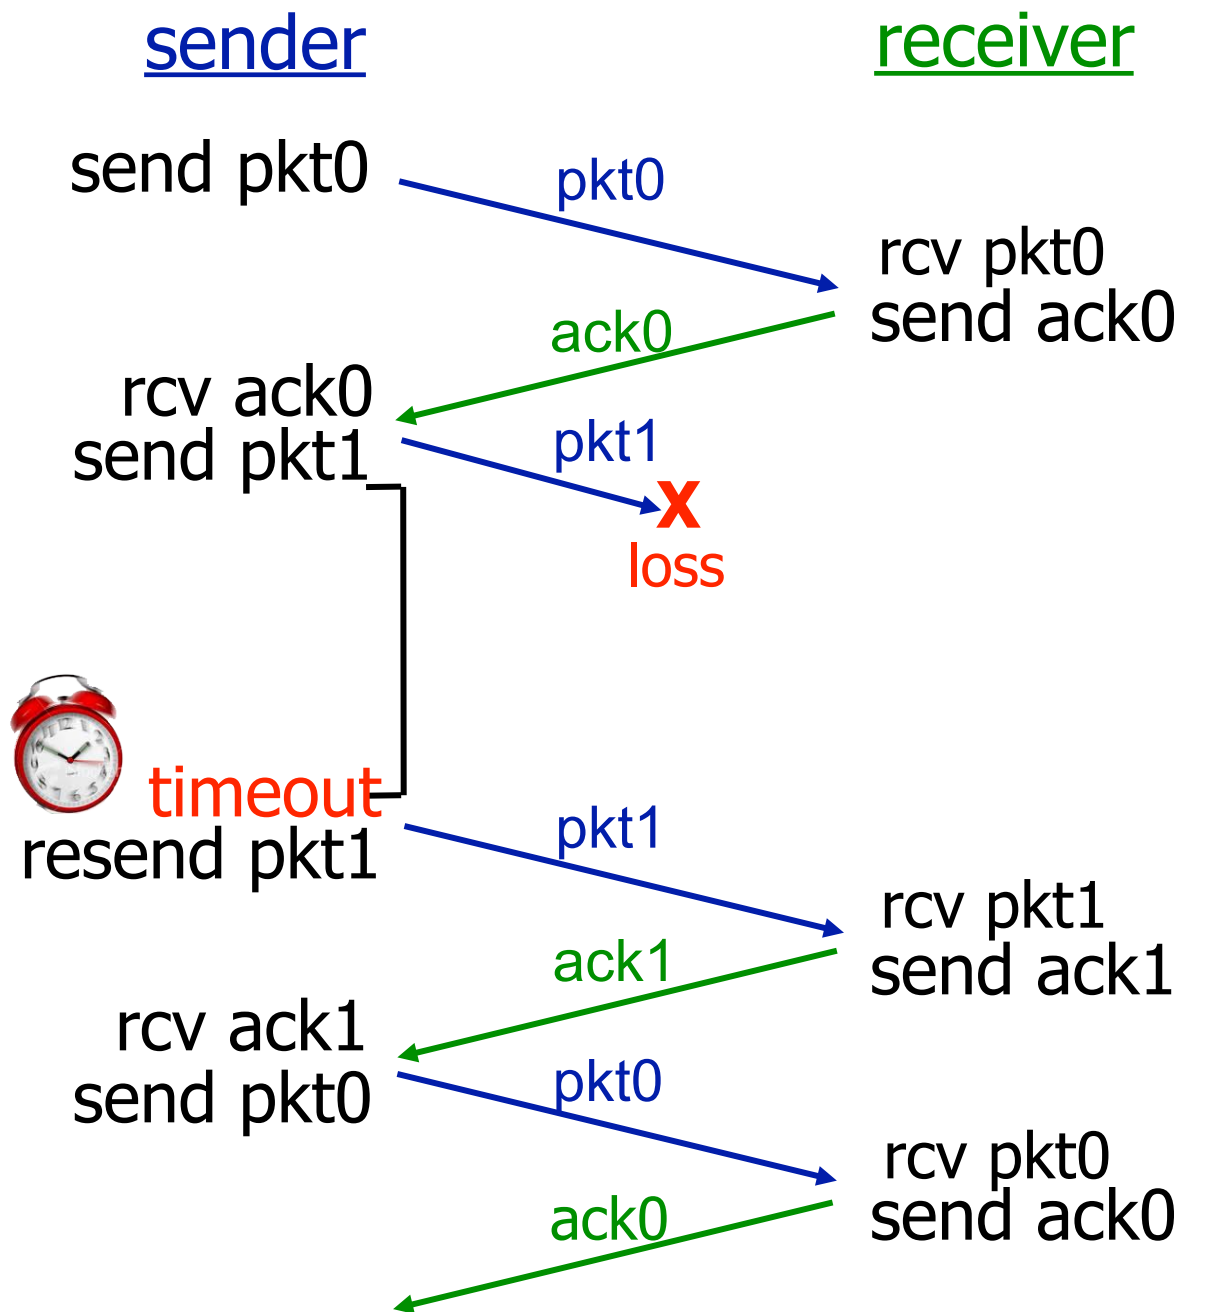 sender
receiver
send pkt0
pkt0
rcv pkt0
send ack0
ack0
rcv ack0
send pkt1
pkt1
X
loss
timeout
resend pkt1
pkt1
rcv pkt1
send ack1
ack1
rcv ack1
send pkt0
pkt0
rcv pkt0
send ack0
ack0